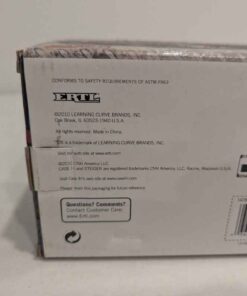 CONFORMS TO SAFETY REQUIREMENTS OF ASTM F963
ERTL
©2010 LEARNING CURVE BRANDS, INC.
Oak Brook, IL 60523 U.S.A.
All rights reserved. Made in China.
ERTL is a trademark of LEARNING CURVE BRANDS, INC.
Visit our web site at www.ertl.com
©2010 CNH America LLC.
CASE IH and STEIGER are registered trademarks CNH America, LLC, Racine, Wisconsin U.S.A.
Visit Case IH's web site at www.caseih.com
Please retain this packaging for future reference.
Questions? Comments?
Contact Customer Care:
www.Ertl.com